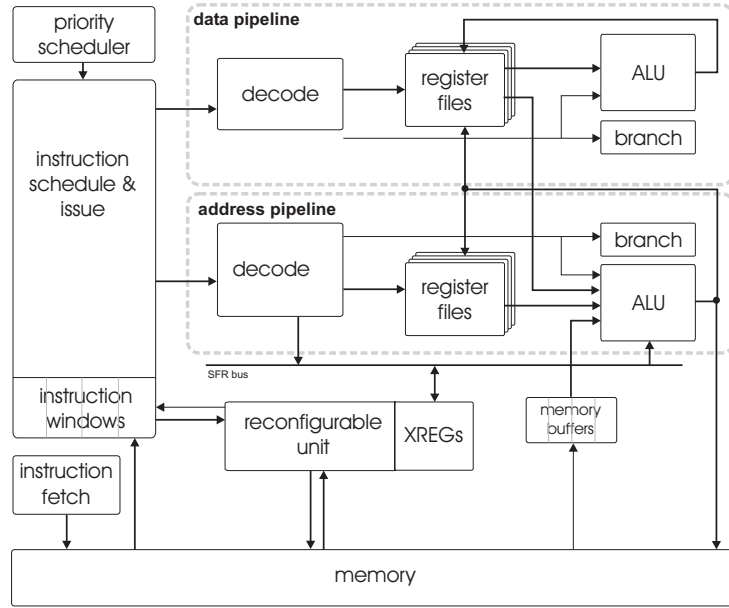 priority
scheduler
data pipeline
decode
register
files
ALU
branch
instruction
schedule &
issue
address pipeline
decode
branch
register
files
ALU
SFR bus
instruction
windows
reconfigurable
unit
XREGs
memory
buffers
instruction
fetch
memory